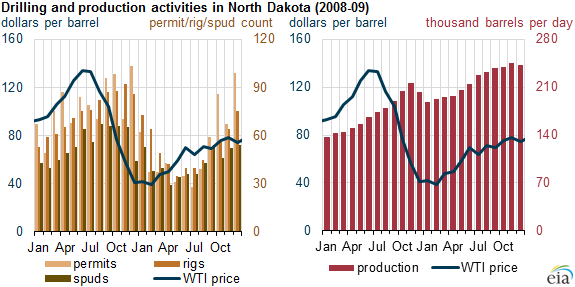 Drilling and production activities in North Dakota (2008-09)
dollars per barrel permit/rig/spud count
160 120
120 90
80 60
40 30
0 0
Jan Apr Jul Oct Jan Apr Jul Oct
permits rigs
spuds WTI price
dollars per barrel thousand barrels per day
160 280
120 210
80 140
40 70
0 0
Jan Apr Jul Oct Jan Apr Jul Oct
production WTI price
eia